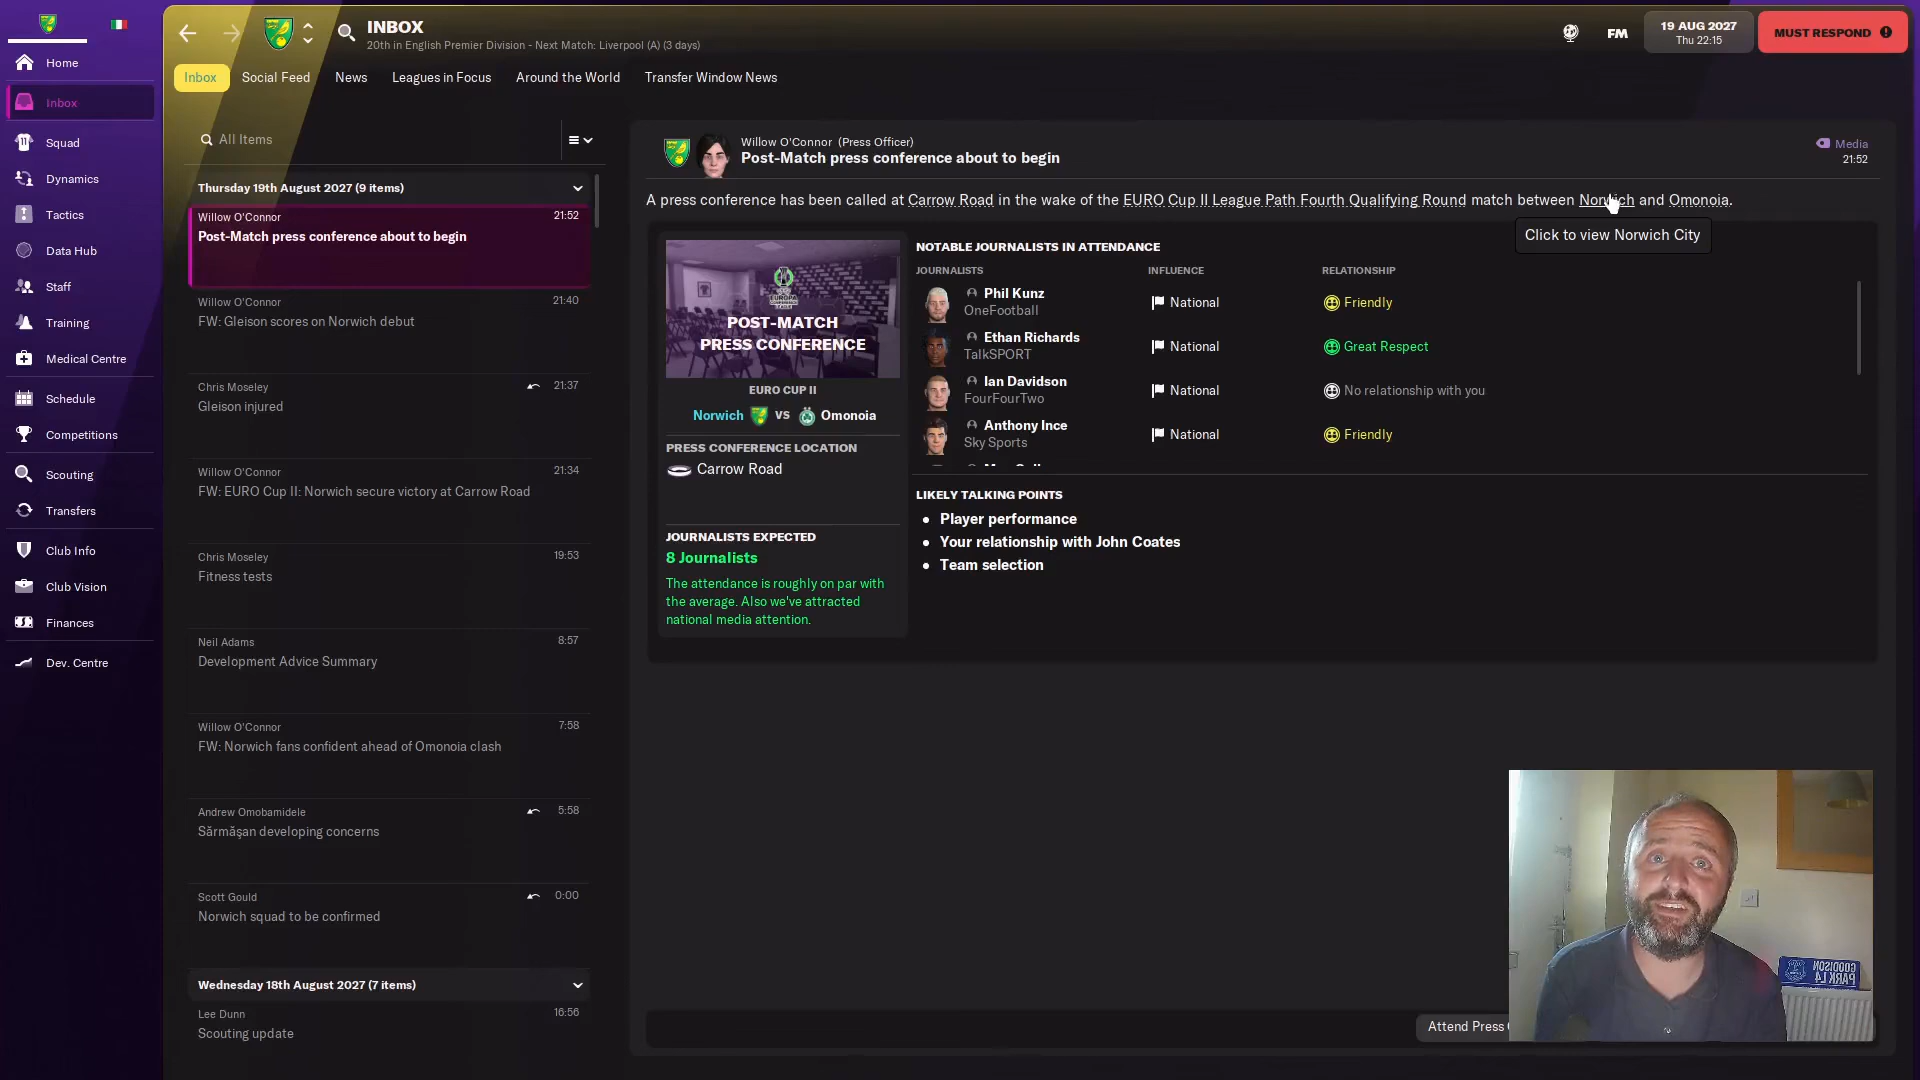 INBOX
20th in English Premier Division - Next Match: Liverpool (A) (3 days)
FM
19 AUG 2027
Thu 22:15
MUST RESPOND
Home
Inbox
Squad
Dynamics
Tactics
Data Hub
Staff
Training
Medical Centre
Schedule
Competitions
Scouting
Transfers
Club Info
Club Vision
Finances
Dev. Centre
Inbox
Social Feed
News
Leagues in Focus
Around the World
Transfer Window News
All Items
Thursday 19th August 2027 (9 items)
Willow O'Connor 21:52
Post-Match press conference about to begin
Willow O'Connor 21:40
FW: Gleison scores on Norwich debut
Chris Moseley 21:37
Gleison injured
Willow O'Connor 21:34
FW: EURO Cup II: Norwich secure victory at Carrow Road
Chris Moseley 19:53
Fitness tests
Neil Adams 8:57
Development Advice Summary
Willow O'Connor 7:58
FW: Norwich fans confident ahead of Omonoia clash
Andrew Omobamidele 5:58
Sărmăşan developing concerns
Scott Gould 0:00
Norwich squad to be confirmed
Wednesday 18th August 2027 (7 items)
Lee Dunn 16:56
Scouting update
Willow O'Connor (Press Officer)
Post-Match press conference about to begin
Media
21:52
A press conference has been called at Carrow Road in the wake of the EURO Cup II League Path Fourth Qualifying Round match between Norwich and Omonoia.
Click to view Norwich City
POST-MATCH
PRESS CONFERENCE
EURO CUP II
Norwich VS Omonoia
PRESS CONFERENCE LOCATION
Carrow Road
JOURNALISTS EXPECTED
8 Journalists
The attendance is roughly on par with
the average. Also we've attracted
national media attention.
NOTABLE JOURNALISTS IN ATTENDANCE
JOURNALISTS INFLUENCE RELATIONSHIP
Phil Kunz
OneFootball
National
Friendly
Ethan Richards
TalkSPORT
National
Great Respect
Ian Davidson
FourFourTwo
National
No relationship with you
Anthony Ince
Sky Sports
National
Friendly
LIKELY TALKING POINTS
Player performance
Your relationship with John Coates
Team selection
Attend Press
GOODISON
PARK L4